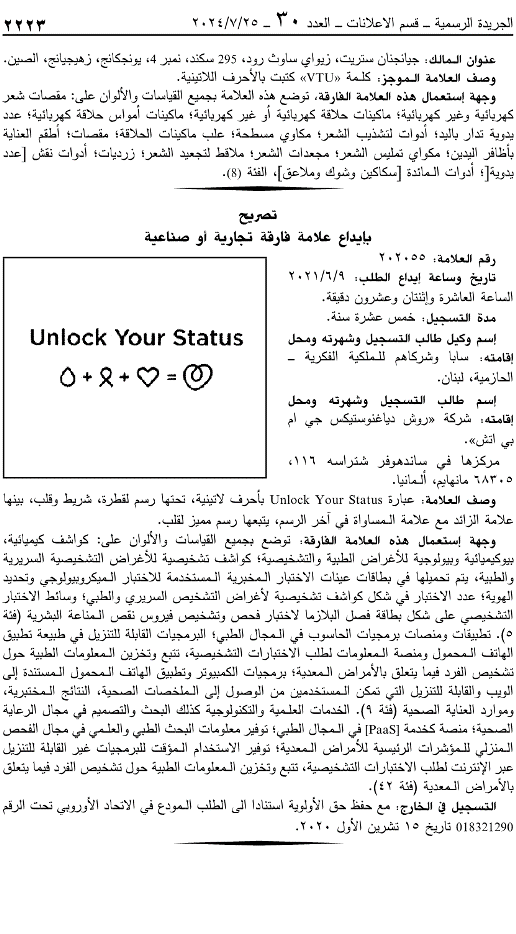 الجريدة الرسمية ــ قسم الاعلانات ــ العدد ٣٠ ــ ٢٠٢٤/٧/٢٥ ٢٢٢٣
عنوان المالك: جيانجنان ستريت، زيواي ساوث رود، 295 سكند، نمبر 4، يونجكانج، زهيجيانج، الصين.
وصف العلامة الموجز: كلمة «VTU» كتبت بالأحرف اللاتينية.
وجهة إستعمال هذه العلامة الفارقة، توضع هذه العلامة بجميع القياسات والألوان على: مقصات شعر
كهربائية وغير كهربائية؛ ماكينات حلاقة كهربائية أو غير كهربائية؛ ماكينات أمواس حلاقة كهربائية؛ عدد
يدوية تدار باليد؛ أدوات لتشذيب الشعر؛ مكاوي مسطحة؛ علب ماكينات الحلاقة؛ مقصات؛ أطقم العناية
بأظافر اليدين؛ مكواي تمليس الشعر؛ مجعدات الشعر؛ ملاقط لتجعيد الشعر؛ زرديات؛ أدوات نقش [عدد
يدوية[؛ أدوات المائدة [سكاكين وشوك وملاعق]، الفئة (8).
تصريح
بإيداع علامة فارقة تجارية أو صناعية
رقم العلامة: ٢٠٢٠٥٥
تاريخ وساعة إيداع الطلب: ٢٠٢١/٦/٩
الساعة العاشرة وإثنتان وعشرون دقيقة.
مدة التسجيل: خمس عشرة سنة.
إسم وكيل طالب التسجيل وشهرته ومحل
إقامته: سابا وشركاهم للملكية الفكرية ــ
الحازمية، لبنان.
إسم طالب التسجيل وشهرته ومحل
إقامته: شركة «روش دياغنوستيكس جي ام
بي اتش».
مركزها في ساندهوفر شتراسه ١١٦،
٦٨٣٠٥ مانهايم، ألمانيا.
Unlock Your Status
+ + =
وصف العلامة: عبارة Unlock Your Status بأحرف لاتينية، تحتها رسم لقطرة، شريط وقلب، بينها
علامة الزائد مع علامة المساواة في آخر الرسم، يتبعها رسم مميز لقلب.
وجهة إستعمال هذه العلامة الفارقة: توضع بجميع القياسات والألوان على: كواشف كيميائية،
بيوكيميائية وبيولوجية للأغراض الطبية والتشخيصية؛ كواشف تشخيصية للأغراض التشخيصية السريرية
والطبية، يتم تحميلها في بطاقات عينات الاختبار المخبرية المستخدمة للاختبار الميكروبيولوجي وتحديد
الهوية؛ عدد الاختبار في شكل كواشف تشخيصية لأغراض التشخيص السريري والطبي؛ وسائط الاختبار
التشخيصي على شكل بطاقة فصل البلازما لاختبار فحص وتشخيص فيروس نقص المناعة البشرية (فئة
٥). تطبيقات ومنصات برمجيات الحاسوب في المجال الطبي؛ البرمجيات القابلة للتنزيل في طبيعة تطبيق
الهاتف المحمول ومنصة المعلومات لطلب الاختبارات التشخيصية، تتبع وتخزين المعلومات الطبية حول
تشخيص الفرد فيما يتعلق بالأمراض المعدية؛ برمجيات الكمبيوتر وتطبيق الهاتف المحمول المستندة إلى
الويب والقابلة للتنزيل التي تمكن المستخدمين من الوصول إلى الملخصات الصحية، النتائج المختبرية،
وموارد العناية الصحية (فئة ٩). الخدمات العلمية والتكنولوجية كذلك البحث والتصميم في مجال الرعاية
الصحية؛ منصة كخدمة [PaaS] في المجال الطبي؛ توفير معلومات البحث الطبي والعلمي في مجال الفحص
المنزلي للمؤشرات الرئيسية للأمراض المعدية؛ توفير الاستخدام المؤقت للبرمجيات غير القابلة للتنزيل
عبر الإنترنت لطلب الاختبارات التشخيصية، تتبع وتخزين المعلومات الطبية حول تشخيص الفرد فيما يتعلق
بالأمراض المعدية (فئة ٤٢).
التسجيل في الخارج: مع حفظ حق الأولوية استنادا الى الطلب المودع في الاتحاد الأوروبي تحت الرقم
018321290 تاريخ ١٥ تشرين الأول ٢٠٢٠.